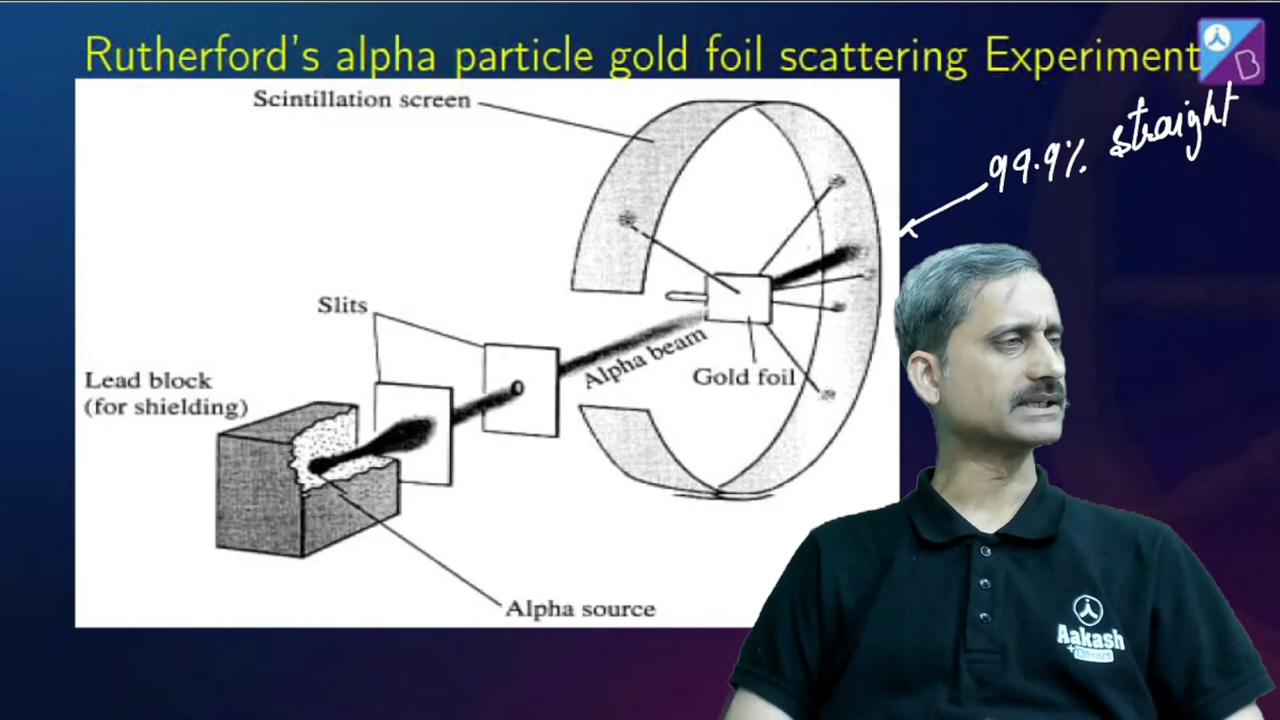 Rutherford's alpha particle gold foil scattering Experiment
Scintillation screen
99.9% straight
Slits
Alpha beam
Gold foil
Lead block
(for shielding)
Alpha source
Aakash
B